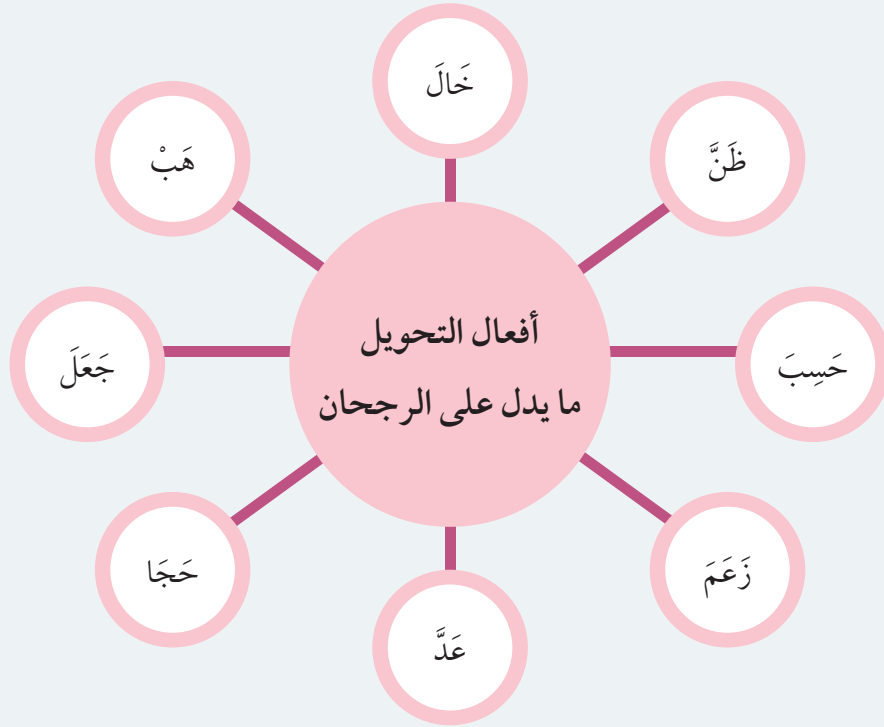 أفعال التحويل
ما يدل على الرجحان
خَالَ
ظَنَّ
حَسِبَ
زَعَمَ
عَدَّ
حَجَا
جَعَلَ
هَبْ